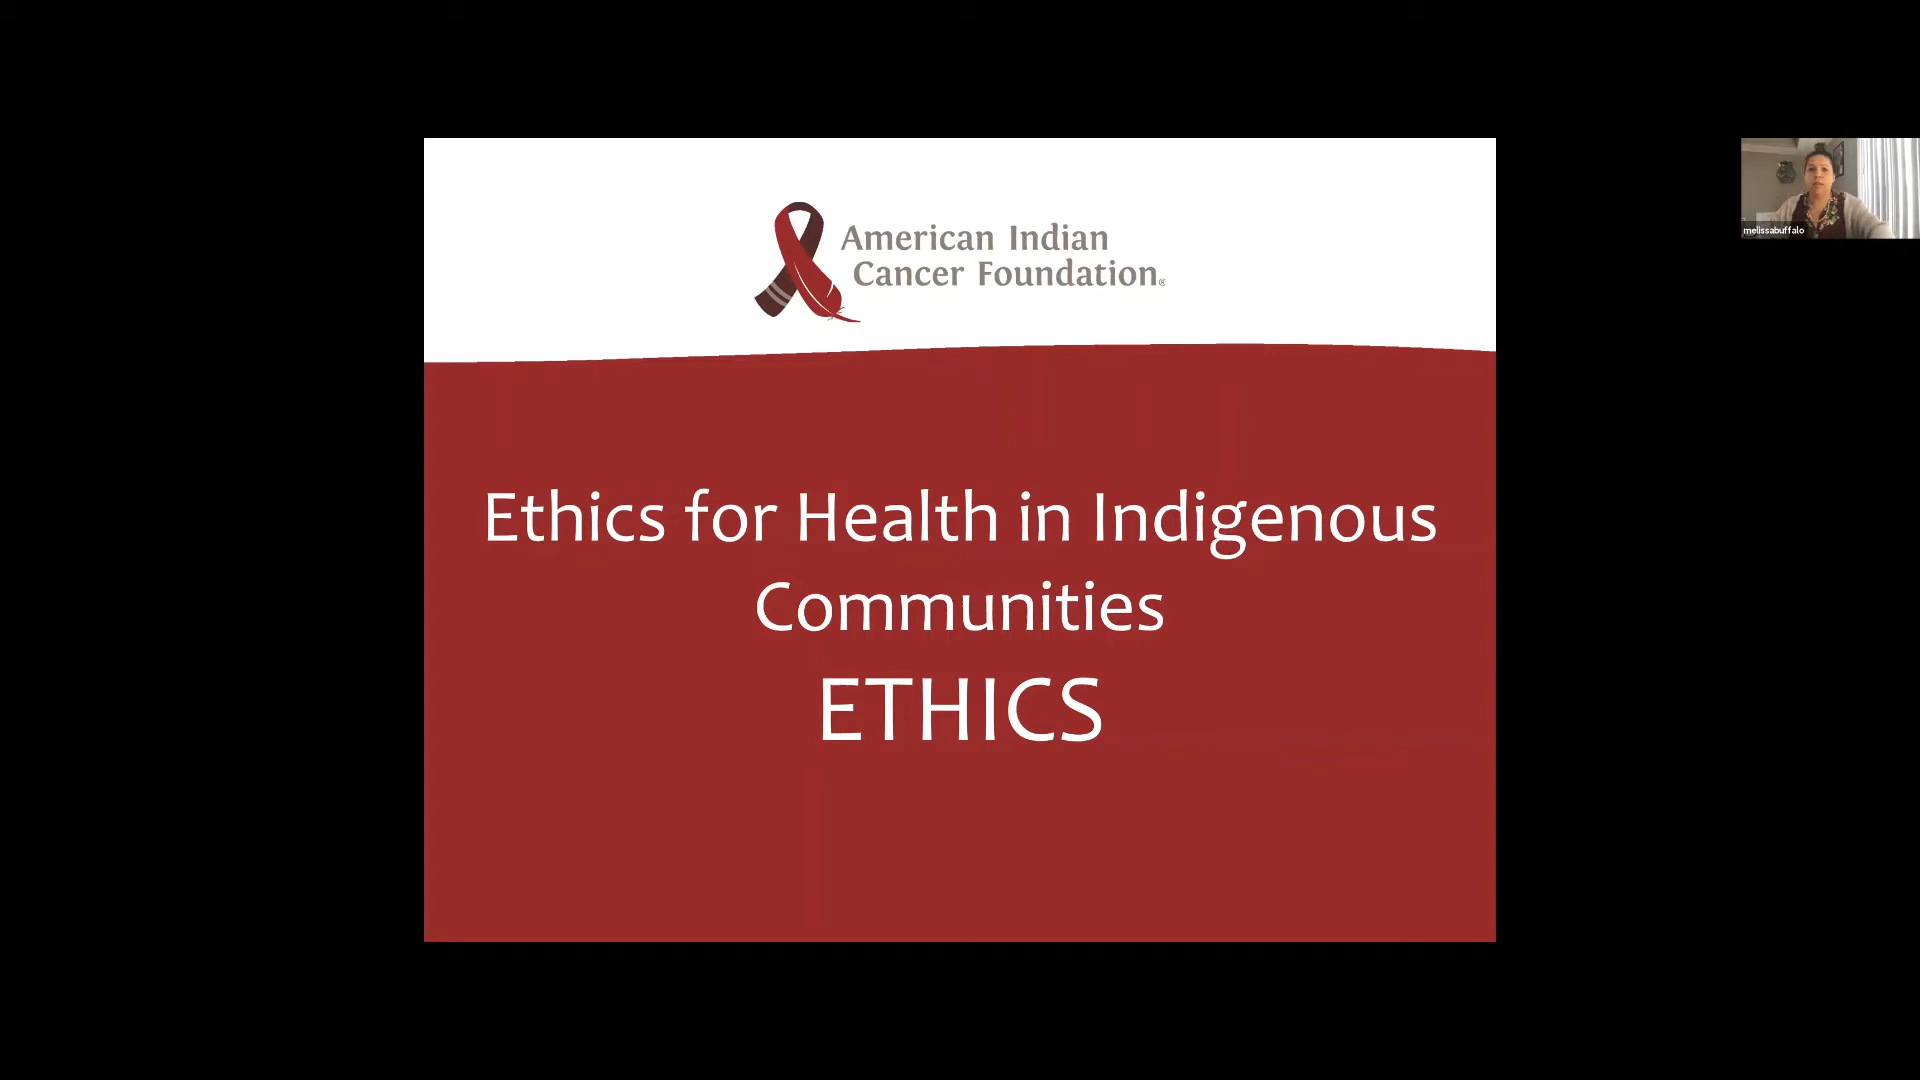 American Indian
Cancer Foundation®
melissabuffalo
Ethics for Health in Indigenous
Communities
ETHICS